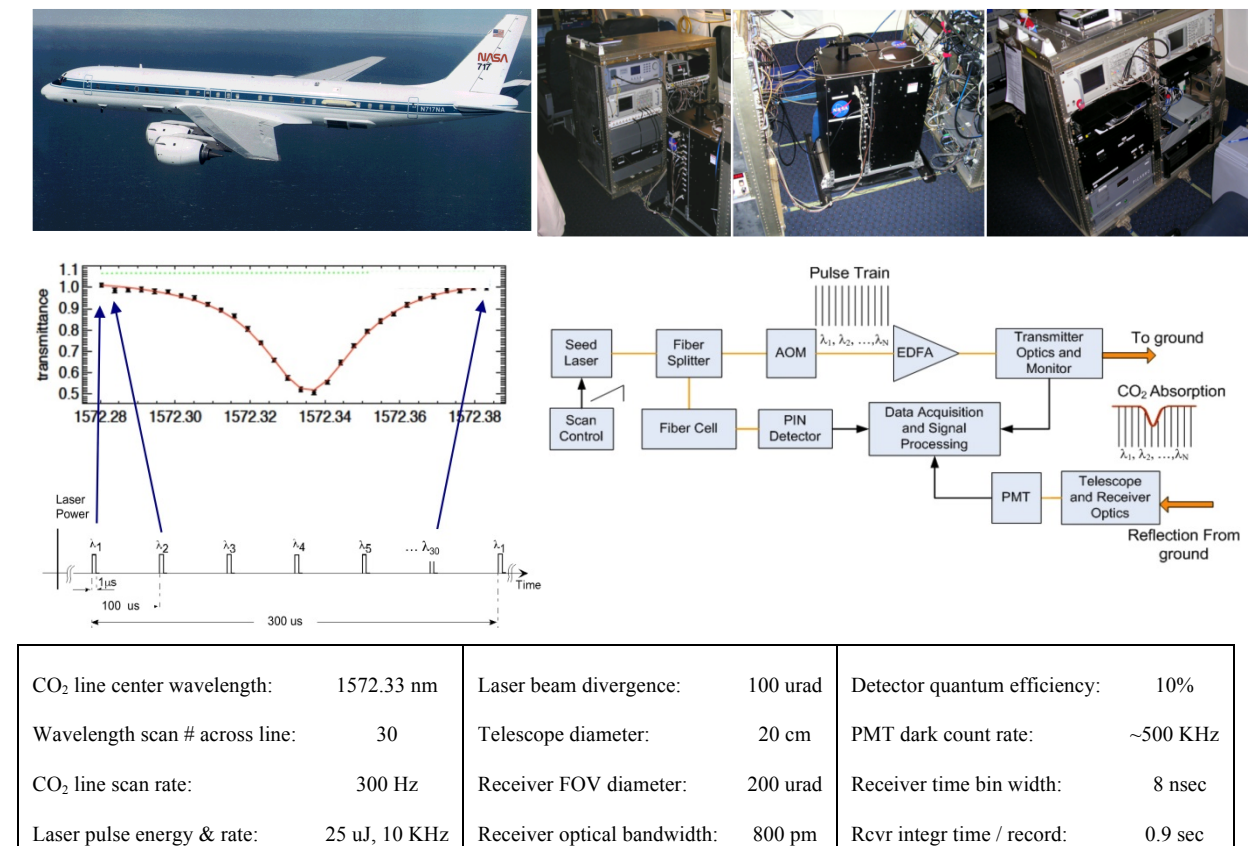 NASA
717
N717NA
NASA
NASA
1.1
1.0
0.9
0.8
0.7
0.6
0.5
transmittance
1572.28 1572.30 1572.32 1572.34 1572.36 1572.38
Laser
Power
λ1 λ2 λ3 λ4 λ5 ... λ30 λ1
Time
1µs
100 us
300 us
Pulse Train
λ1, λ2, ...,λN
Seed
Laser
Fiber
Splitter
AOM
EDFA
Transmitter
Optics and
Monitor
To ground
Scan
Control
Fiber Cell
PIN
Detector
Data Acquisition
and Signal
Processing
CO2 Absorption
λ1, λ2, ...,λN
PMT
Telescope
and Receiver
Optics
Reflection From
ground
CO2 line center wavelength: 1572.33 nm Laser beam divergence: 100 urad Detector quantum efficiency: 10%
Wavelength scan # across line: 30 Telescope diameter: 20 cm PMT dark count rate: ~500 KHz
CO2 line scan rate: 300 Hz Receiver FOV diameter: 200 urad Receiver time bin width: 8 nsec
Laser pulse energy & rate: 25 uJ, 10 KHz Receiver optical bandwidth: 800 pm Rcvr integr time / record: 0.9 sec